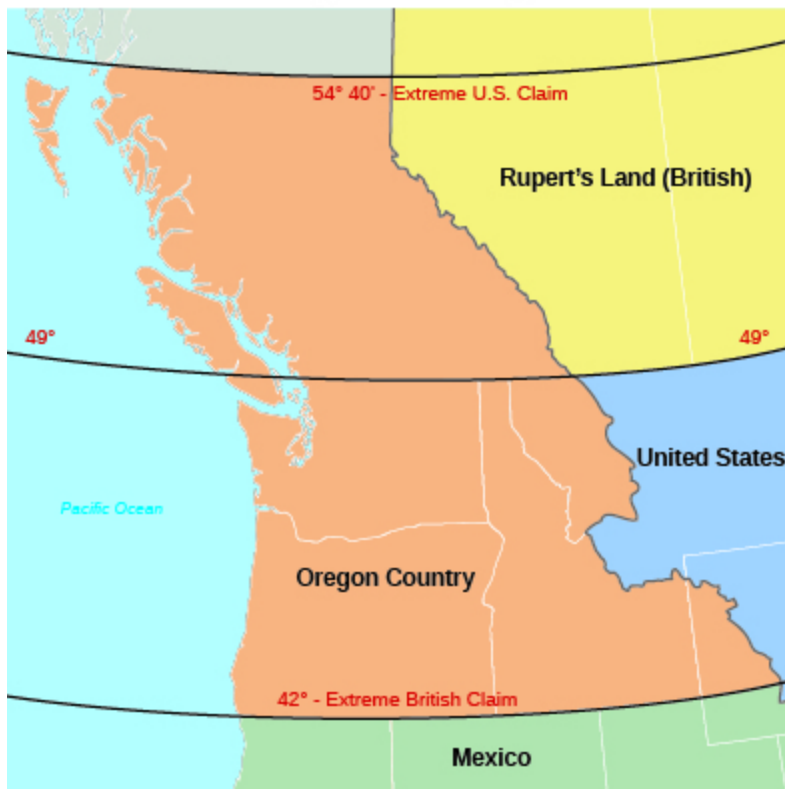 54° 40' - Extreme U.S. Claim
Rupert's Land (British)
49°
49°
United States
Pacific Ocean
Oregon Country
42° - Extreme British Claim
Mexico